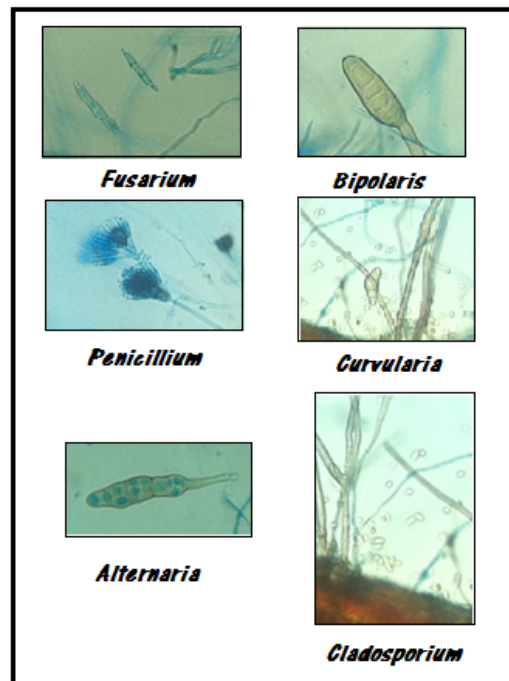 Fusarium
Bipolaris
Penicillium
Curvularia
Alternaria
Cladosporium